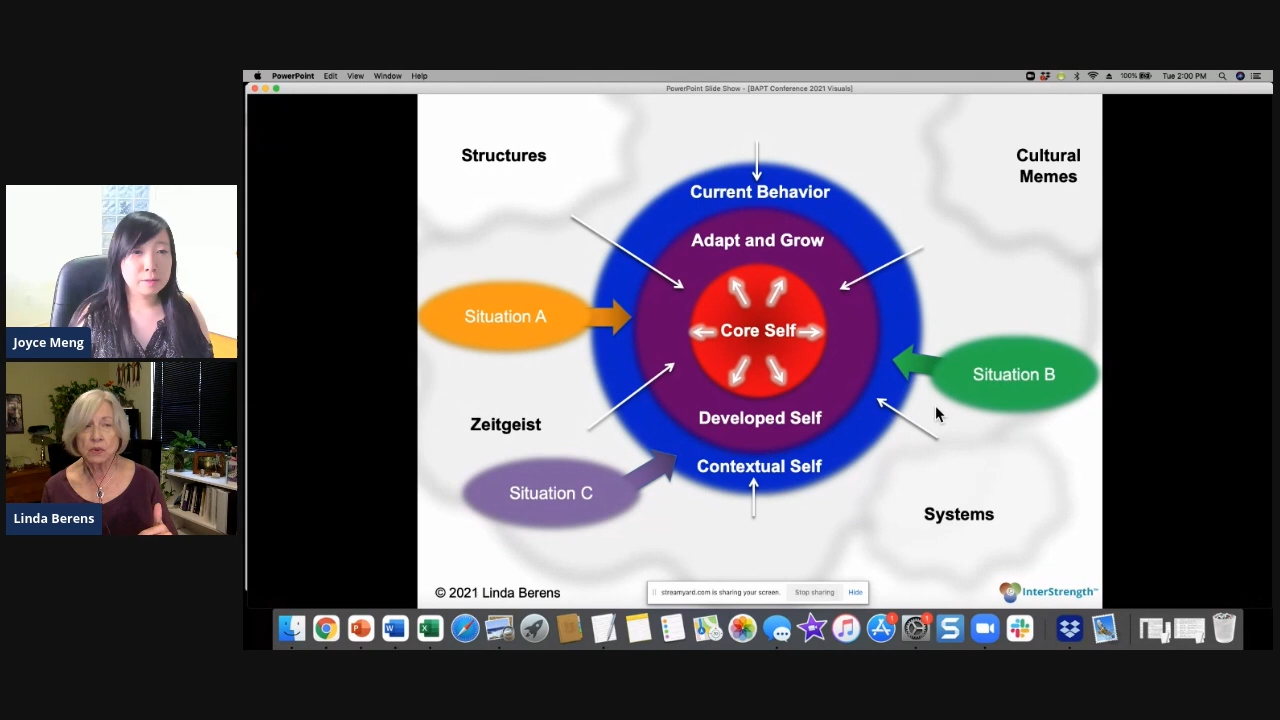 PowerPoint Edit View Window Help
100%
Tue 2:00 PM
PowerPoint Slide Show - [BAPT Conference 2021 Visuals]
Structures
Cultural
Memes
Current Behavior
Adapt and Grow
Core Self
Situation A
Situation B
Developed Self
Zeitgeist
Contextual Self
Situation C
Systems
© 2021 Linda Berens
streamyard.com is sharing your screen.
Stop sharing
Hide
InterStrength™
Joyce Meng
Linda Berens